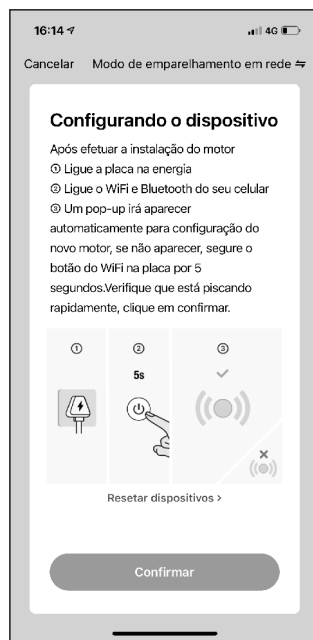 16:14 4G
Cancelar Modo de emparelhamento em rede ⇋
Configurando o dispositivo
Após efetuar a instalação do motor
① Ligue a placa na energia
② Ligue o WiFi e Bluetooth do seu celular
③ Um pop-up irá aparecer
automaticamente para configuração do
novo motor, se não aparecer, segure o
botão do WiFi na placa por 5
segundos.Verifique que está piscando
rapidamente, clique em confirmar.
① ② ③
5s
Resetar dispositivos >
Confirmar